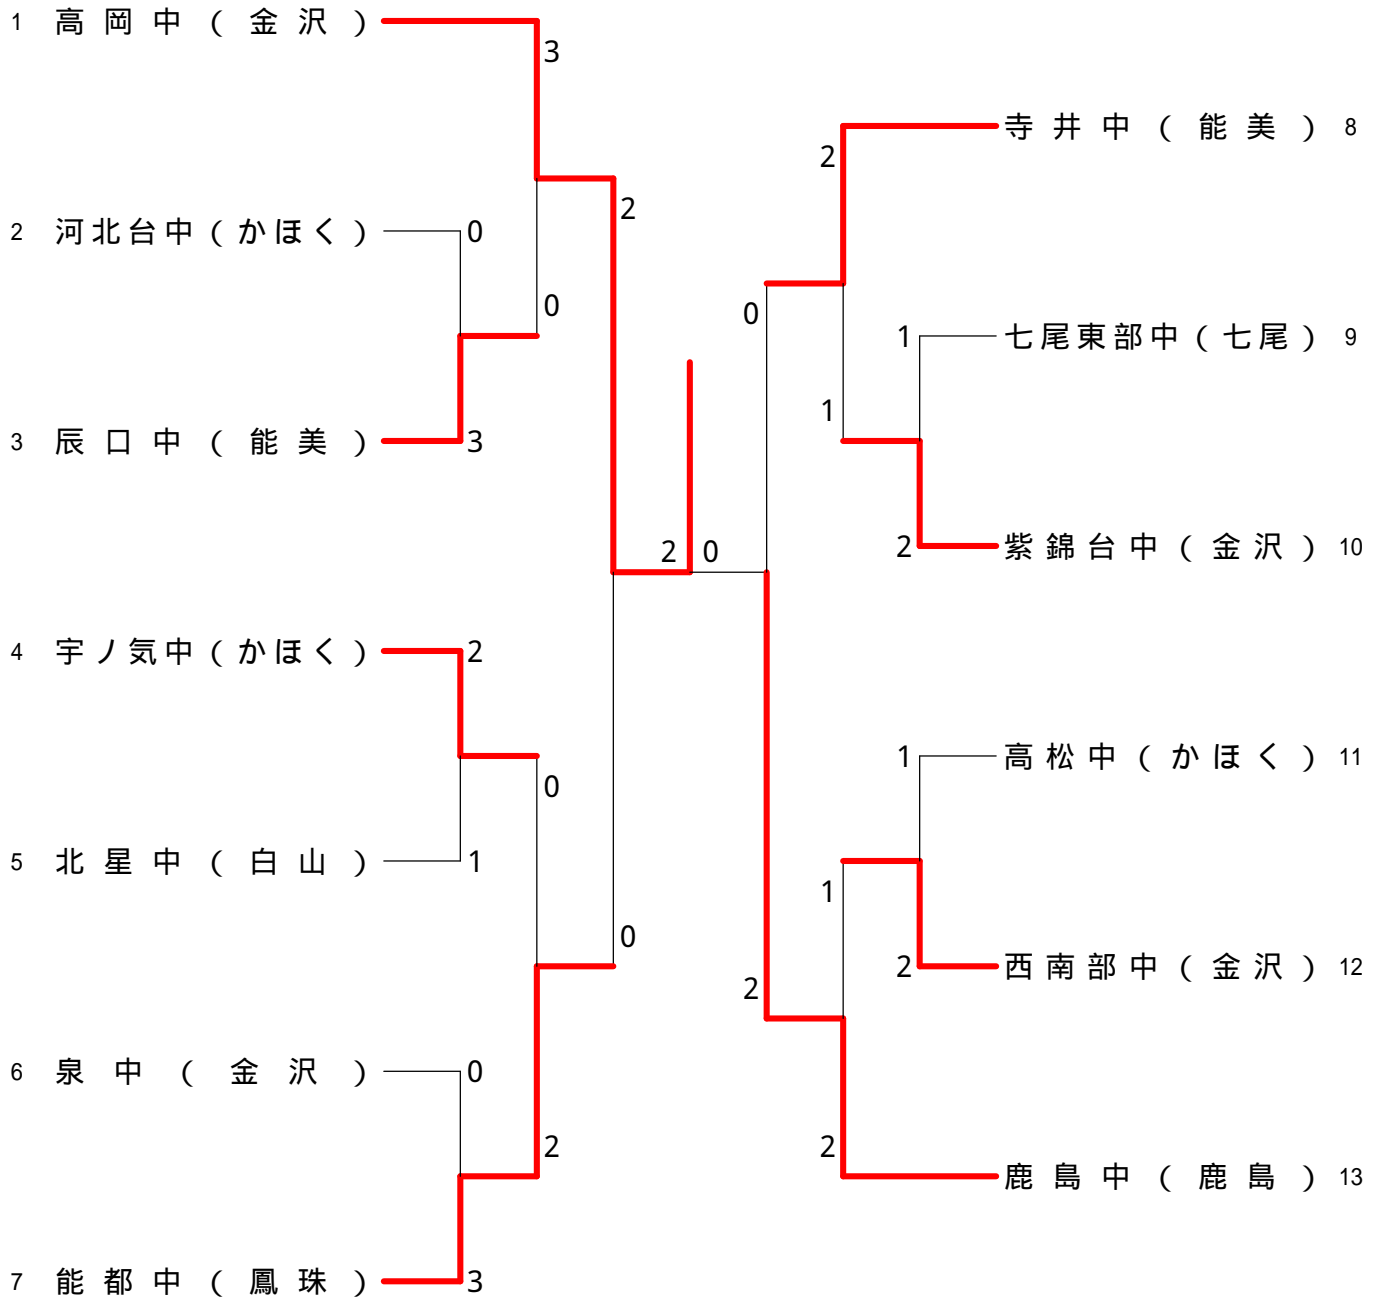 1 高岡中(金沢)
3
2 河北台中(かほく)
0
2
0
3 辰口中(能美)
3
4 宇ノ気中(かほく)
2
0
5 北星中(白山)
1
0
6 泉中(金沢)
0
2
7 能都中(鳳珠)
3
2 0
寺井中(能美) 8
2
0
七尾東部中(七尾) 9
1
1
紫錦台中(金沢) 10
2
高松中(かほく) 11
1
1
西南部中(金沢) 12
2
2
鹿島中(鹿島) 13
2